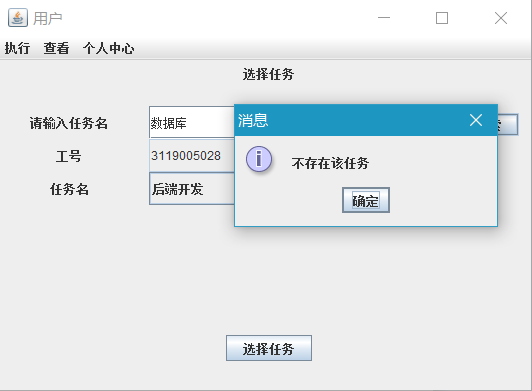 用户
执行 查看 个人中心
选择任务
请输入任务名 数据库
消息
不存在该任务
确定
工号 3119005028
任务名 后端开发
选择任务